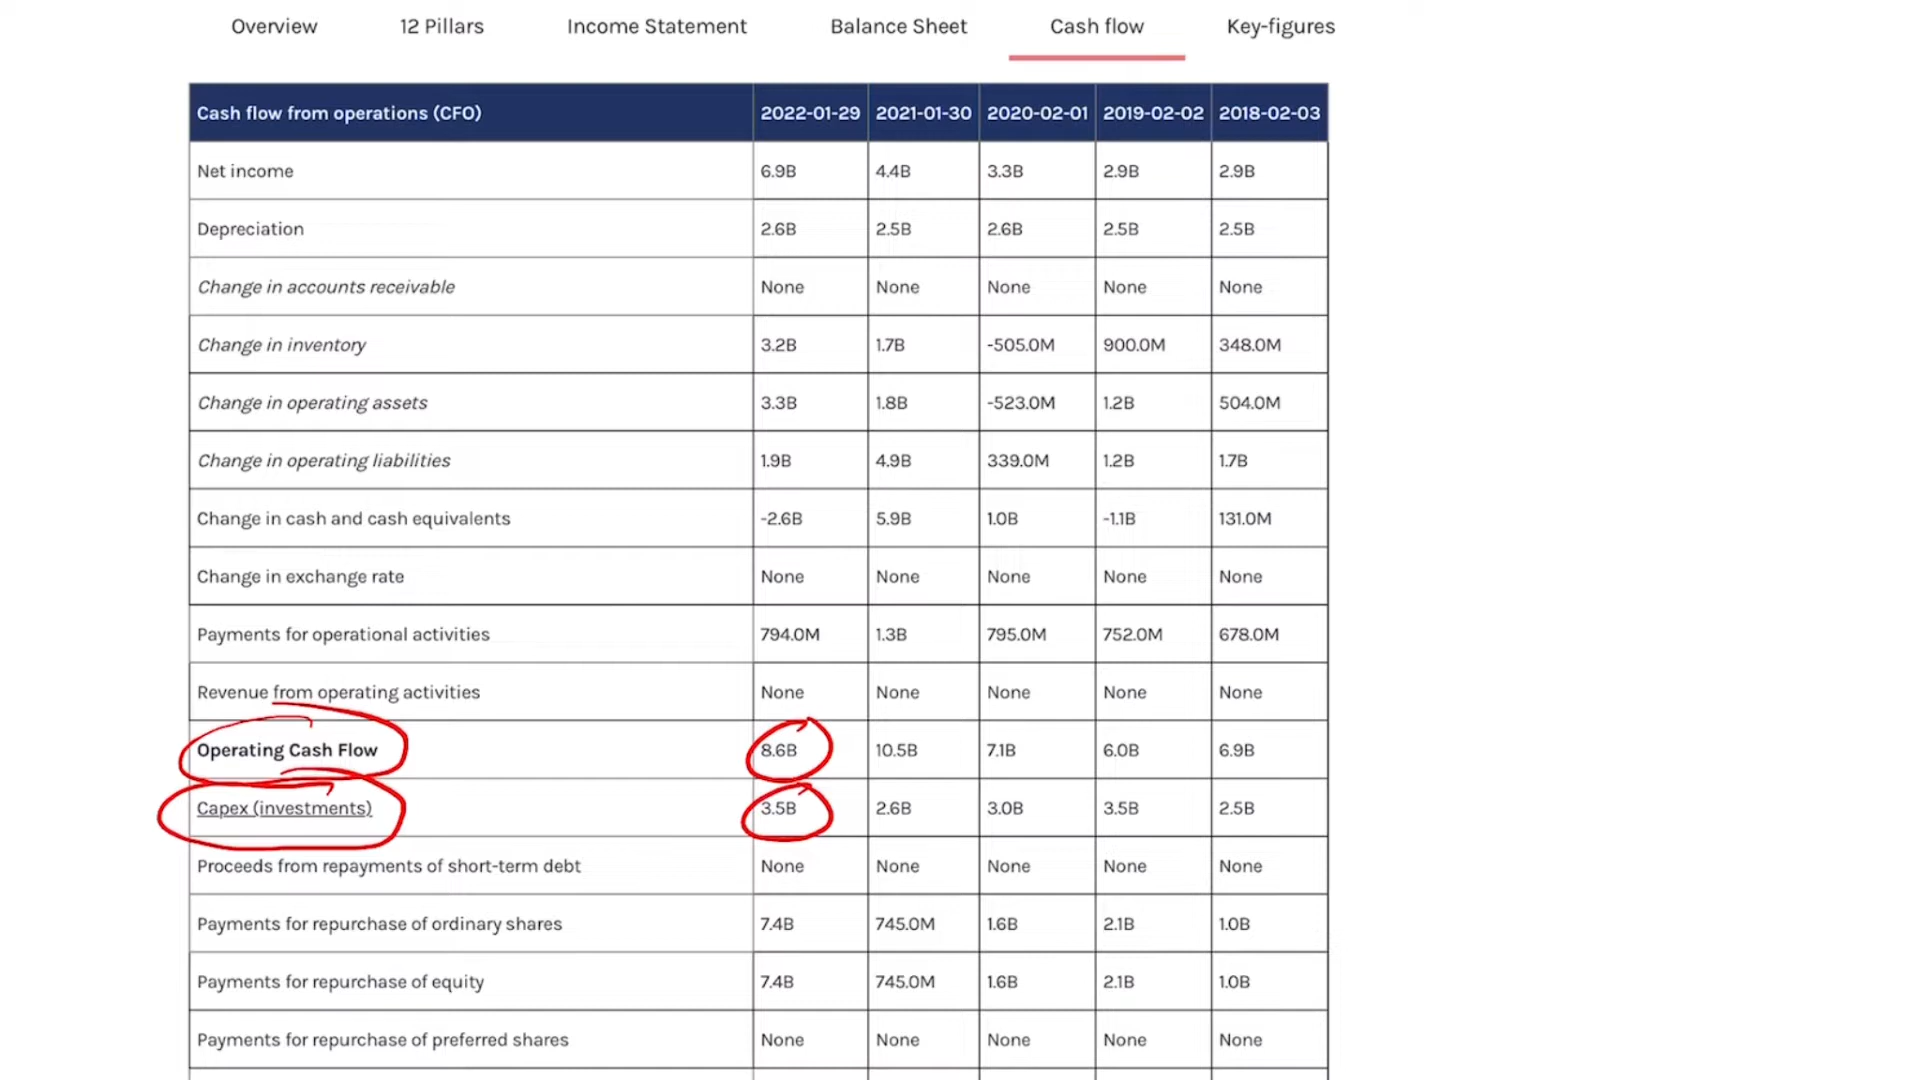 Overview 12 Pillars Income Statement Balance Sheet Cash flow Key-figures
Cash flow from operations (CFO) 2022-01-29 2021-01-30 2020-02-01 2019-02-02 2018-02-03
Net income 6.9B 4.4B 3.3B 2.9B 2.9B
Depreciation 2.6B 2.5B 2.6B 2.5B 2.5B
Change in accounts receivable None None None None None
Change in inventory 3.2B 1.7B -505.0M 900.0M 348.0M
Change in operating assets 3.3B 1.8B -523.0M 1.2B 504.0M
Change in operating liabilities 1.9B 4.9B 339.0M 1.2B 1.7B
Change in cash and cash equivalents -2.6B 5.9B 1.0B -1.1B 131.0M
Change in exchange rate None None None None None
Payments for operational activities 794.0M 1.3B 795.0M 752.0M 678.0M
Revenue from operating activities None None None None None
Operating Cash Flow 8.6B 10.5B 7.1B 6.0B 6.9B
Capex (investments) 3.5B 2.6B 3.0B 3.5B 2.5B
Proceeds from repayments of short-term debt None None None None None
Payments for repurchase of ordinary shares 7.4B 745.0M 1.6B 2.1B 1.0B
Payments for repurchase of equity 7.4B 745.0M 1.6B 2.1B 1.0B
Payments for repurchase of preferred shares None None None None None